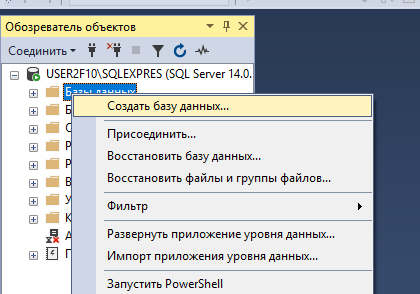 Обозреватель объектов
Соединить
USER2F10\SQLEXPRES (SQL Server 14.0.
Базы данных
Создать базу данных...
Присоединить...
Восстановить базу данных...
Восстановить файлы и группы файлов...
Фильтр
Развернуть приложение уровня данных...
Импорт приложения уровня данных...
Запустить PowerShell